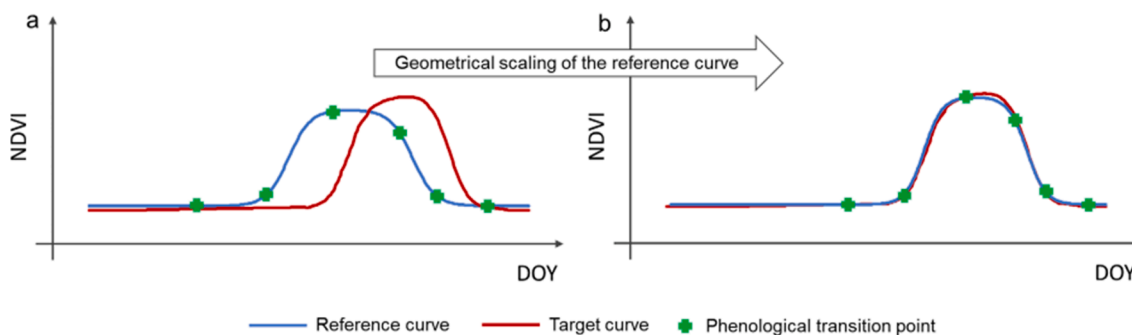 a
b
Geometrical scaling of the reference curve
NDVI
NDVI
DOY
DOY
Reference curve
Target curve
Phenological transition point